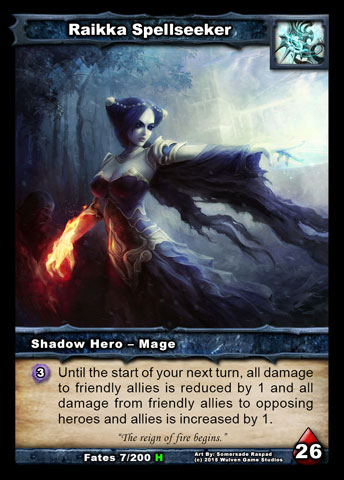 Raikka Spellseeker
Shadow Hero – Mage
3 Until the start of your next turn, all damage
to friendly allies is reduced by 1 and all
damage from friendly allies to opposing
heroes and allies is increased by 1.
"The reign of fire begins."
Fates 7/200 H
Art By: Somersade Raspad
(c) 2015 Wulven Game Studios
26